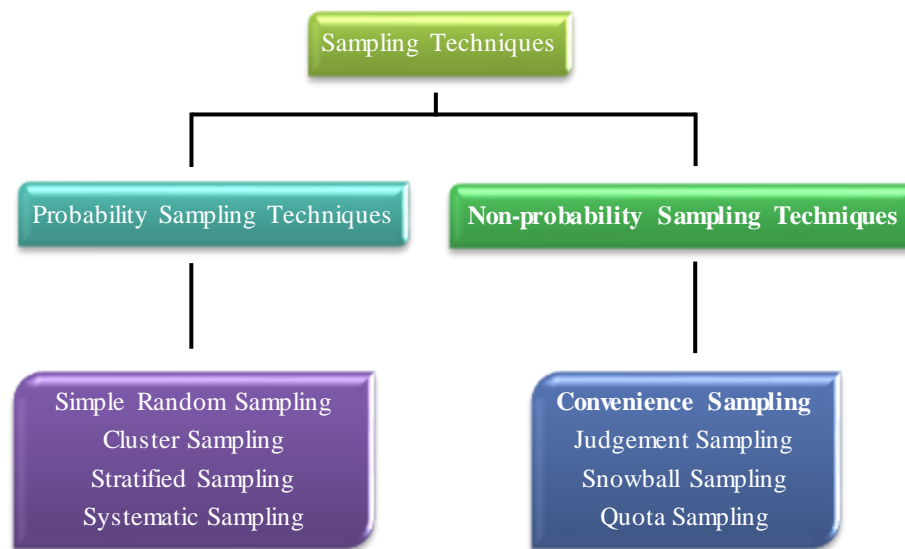 Sampling Techniques
Probability Sampling Techniques
Non-probability Sampling Techniques
Simple Random Sampling
Cluster Sampling
Stratified Sampling
Systematic Sampling
Convenience Sampling
Judgement Sampling
Snowball Sampling
Quota Sampling